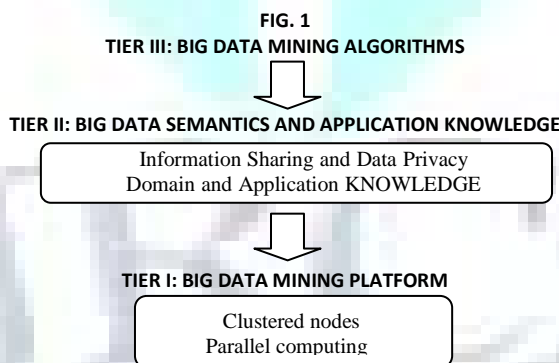 FIG. 1
TIER III: BIG DATA MINING ALGORITHMS
TIER II: BIG DATA SEMANTICS AND APPLICATION KNOWLEDGE
Information Sharing and Data Privacy
Domain and Application KNOWLEDGE
TIER I: BIG DATA MINING PLATFORM
Clustered nodes
Parallel computing